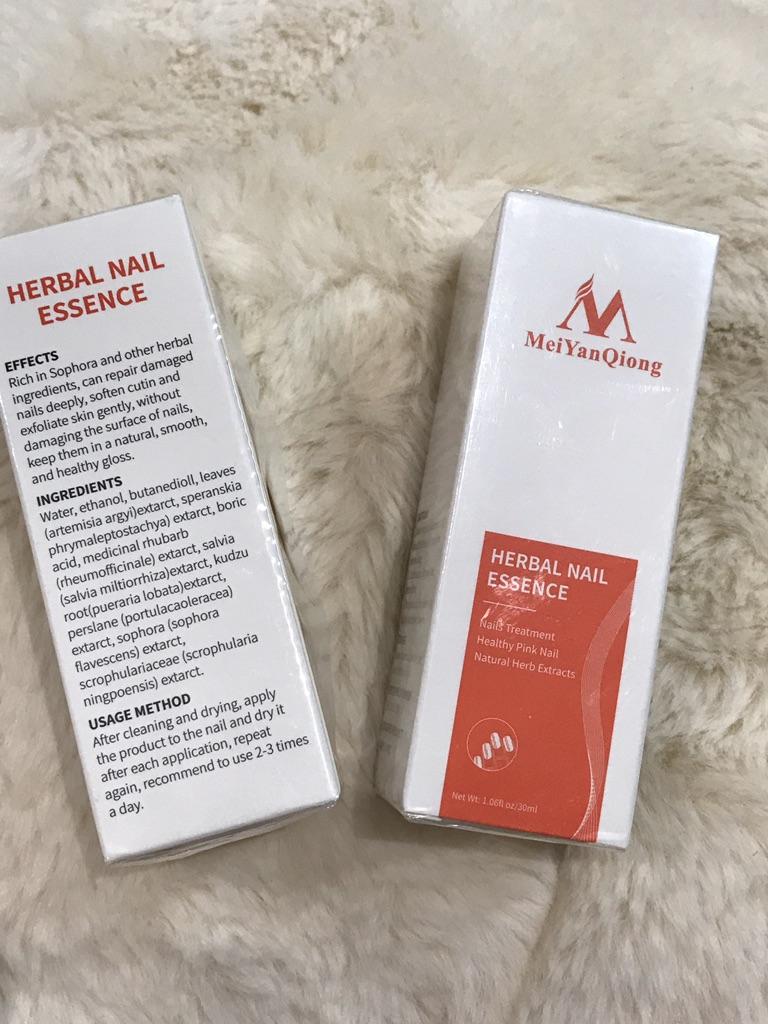 HERBAL NAIL
ESSENCE
EFFECTS
Rich in Sophora and other herbal
ingredients, can repair damaged
nails deeply, soften cutin and
exfoliate skin gently, without
damaging the surface of nails,
keep them in a natural, smooth,
and healthy gloss.
INGREDIENTS
Water, ethanol, butanedioll, leaves
(artemisia argyi)extarct, speranskia
phrymaleptostachya) extarct, boric
acid, medicinal rhubarb
(rheumofficinale) extarct, salvia
(salvia miltiorrhiza)extarct, kudzu
root(pueraria lobata)extarct,
perslane (portulacaoleracea)
extarct, sophora (sophora
flavescens) extarct,
scrophulariaceae (scrophularia
ningpoensis) extarct.
USAGE METHOD
After cleaning and drying, apply
the product to the nail and dry it
after each application, repeat
again, recommend to use 2-3 times
a day.
MeiYanQiong
HERBAL NAIL
ESSENCE
Nails Treatment
Healthy Pink Nail
Natural Herb Extracts
Net Wt: 1.06fl oz/30ml